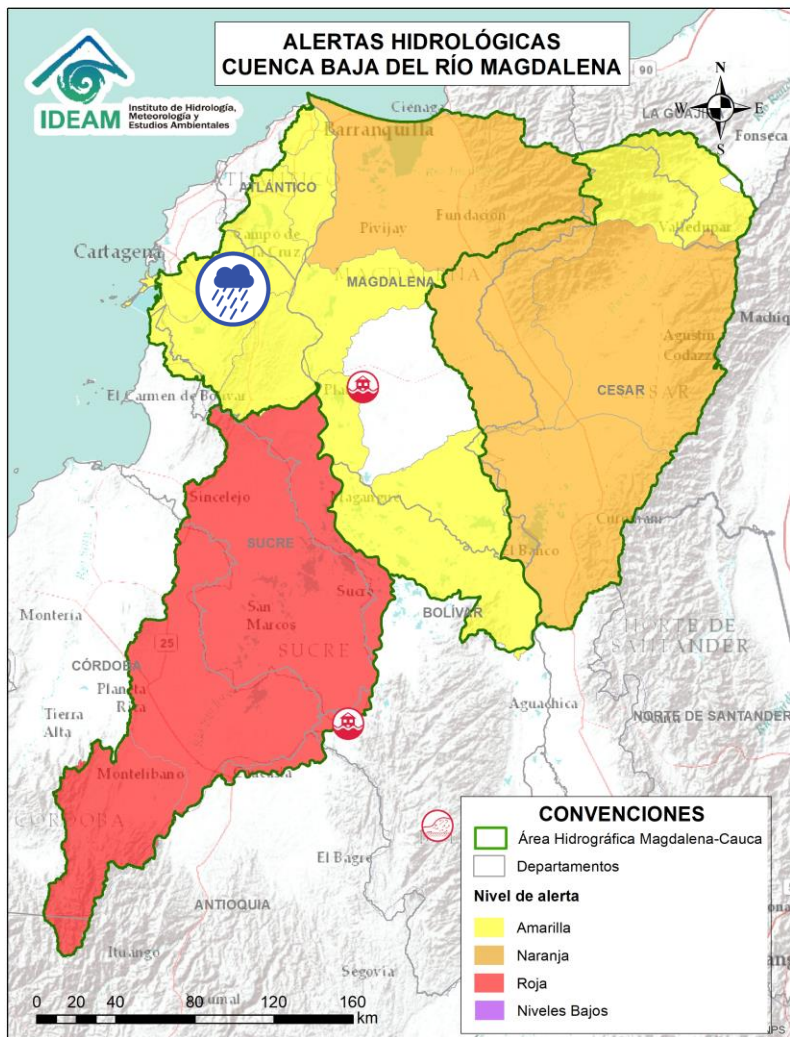 ALERTAS HIDROLÓGICAS
CUENCA BAJA DEL RÍO MAGDALENA
IDEAM
Instituto de Hidrología,
Meteorología y
Estudios Ambientales
N
W
E
S
90
Ciénaga
LA GUAJIRA
Fonseca
Barranquilla
ATLÁNTICO
Pivijay
Fundación
Valledupar
Campo de
la Cruz
Cartagena
MAGDALENA
Agustín
Codazzi
El Carmen de Bolívar
CESAR
Sincelejo
Magangué
SUCRE
El Banco
Sucre
San
Marcos
BOLÍVAR
SUCRE
Montería
NORTE DE
SANTANDER
25
CÓRDOBA
Planeta
Rica
Aguachica
Tierra
Alta
NORTE DE SANTANDER
Montelíbano
CÓRDOBA
El Bagre
ANTIOQUIA
Ituango
Segovia
CONVENCIONES
Área Hidrográfica Magdalena-Cauca
Departamentos
Nivel de alerta
Amarilla
Naranja
Roja
Niveles Bajos
0 20 40 80 120 160
km